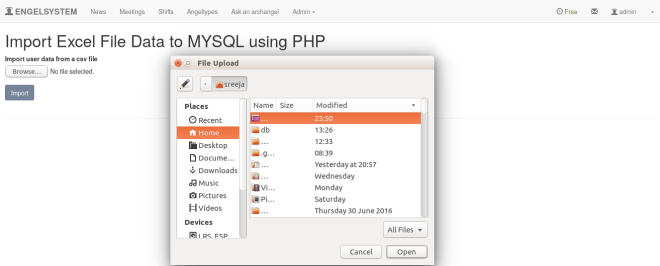 ENGELSYSTEM News Meetings Shifts Angeltypes Ask an archangel Admin Free admin
Import Excel File Data to MYSQL using PHP
Import user data from a csv file
Browse... No file selected.
Import
File Upload
sreeja
Places
Recent
Home
Desktop
Docume...
Downloads
Music
Pictures
Videos
Devices
LRS_ESP
Name Size Modified
... 23:50
db 13:26
... 12:33
.g... 08:39
... Yesterday at 20:57
... Wednesday
Vi... Monday
Pi... Saturday
... Thursday 30 June 2016
All Files
Cancel Open